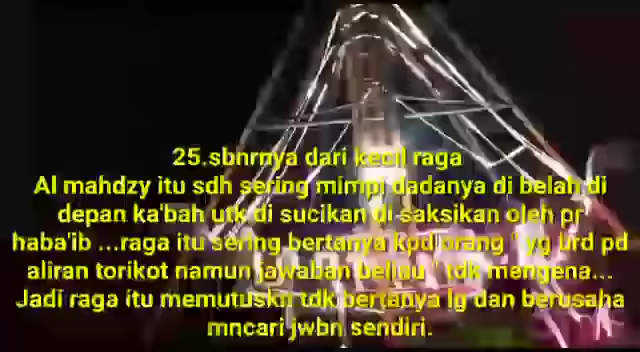 25.sbnrnya dari kecil raga
Al mahdzy itu sdh sering mimpi dadanya di belah di
depan ka'bah utk di sucikan di saksikan oleh pr
haba'ib ...raga itu sering bertanya kpd orang " yg brd pd
aliran torikot namun jawaban beliau " tdk mengena...
Jadi raga itu memutuskn tdk bertanya lg dan berusaha
mncari jwbn sendiri.